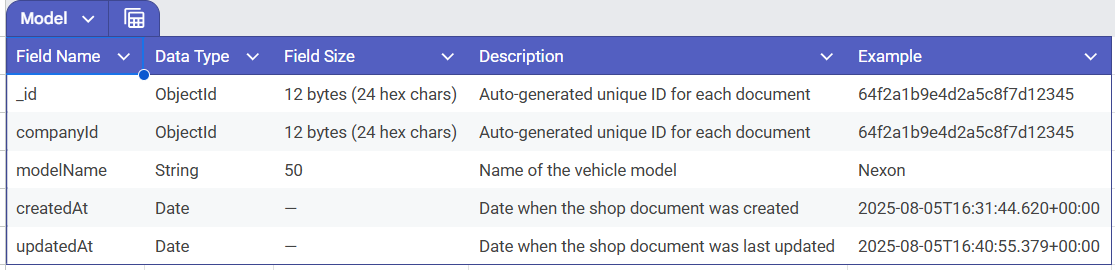 Model
Field Name Data Type Field Size Description Example
_id ObjectId 12 bytes (24 hex chars) Auto-generated unique ID for each document 64f2a1b9e4d2a5c8f7d12345
companyId ObjectId 12 bytes (24 hex chars) Auto-generated unique ID for each document 64f2a1b9e4d2a5c8f7d12345
modelName String 50 Name of the vehicle model Nexon
createdAt Date — Date when the shop document was created 2025-08-05T16:31:44.620+00:00
updatedAt Date — Date when the shop document was last updated 2025-08-05T16:40:55.379+00:00